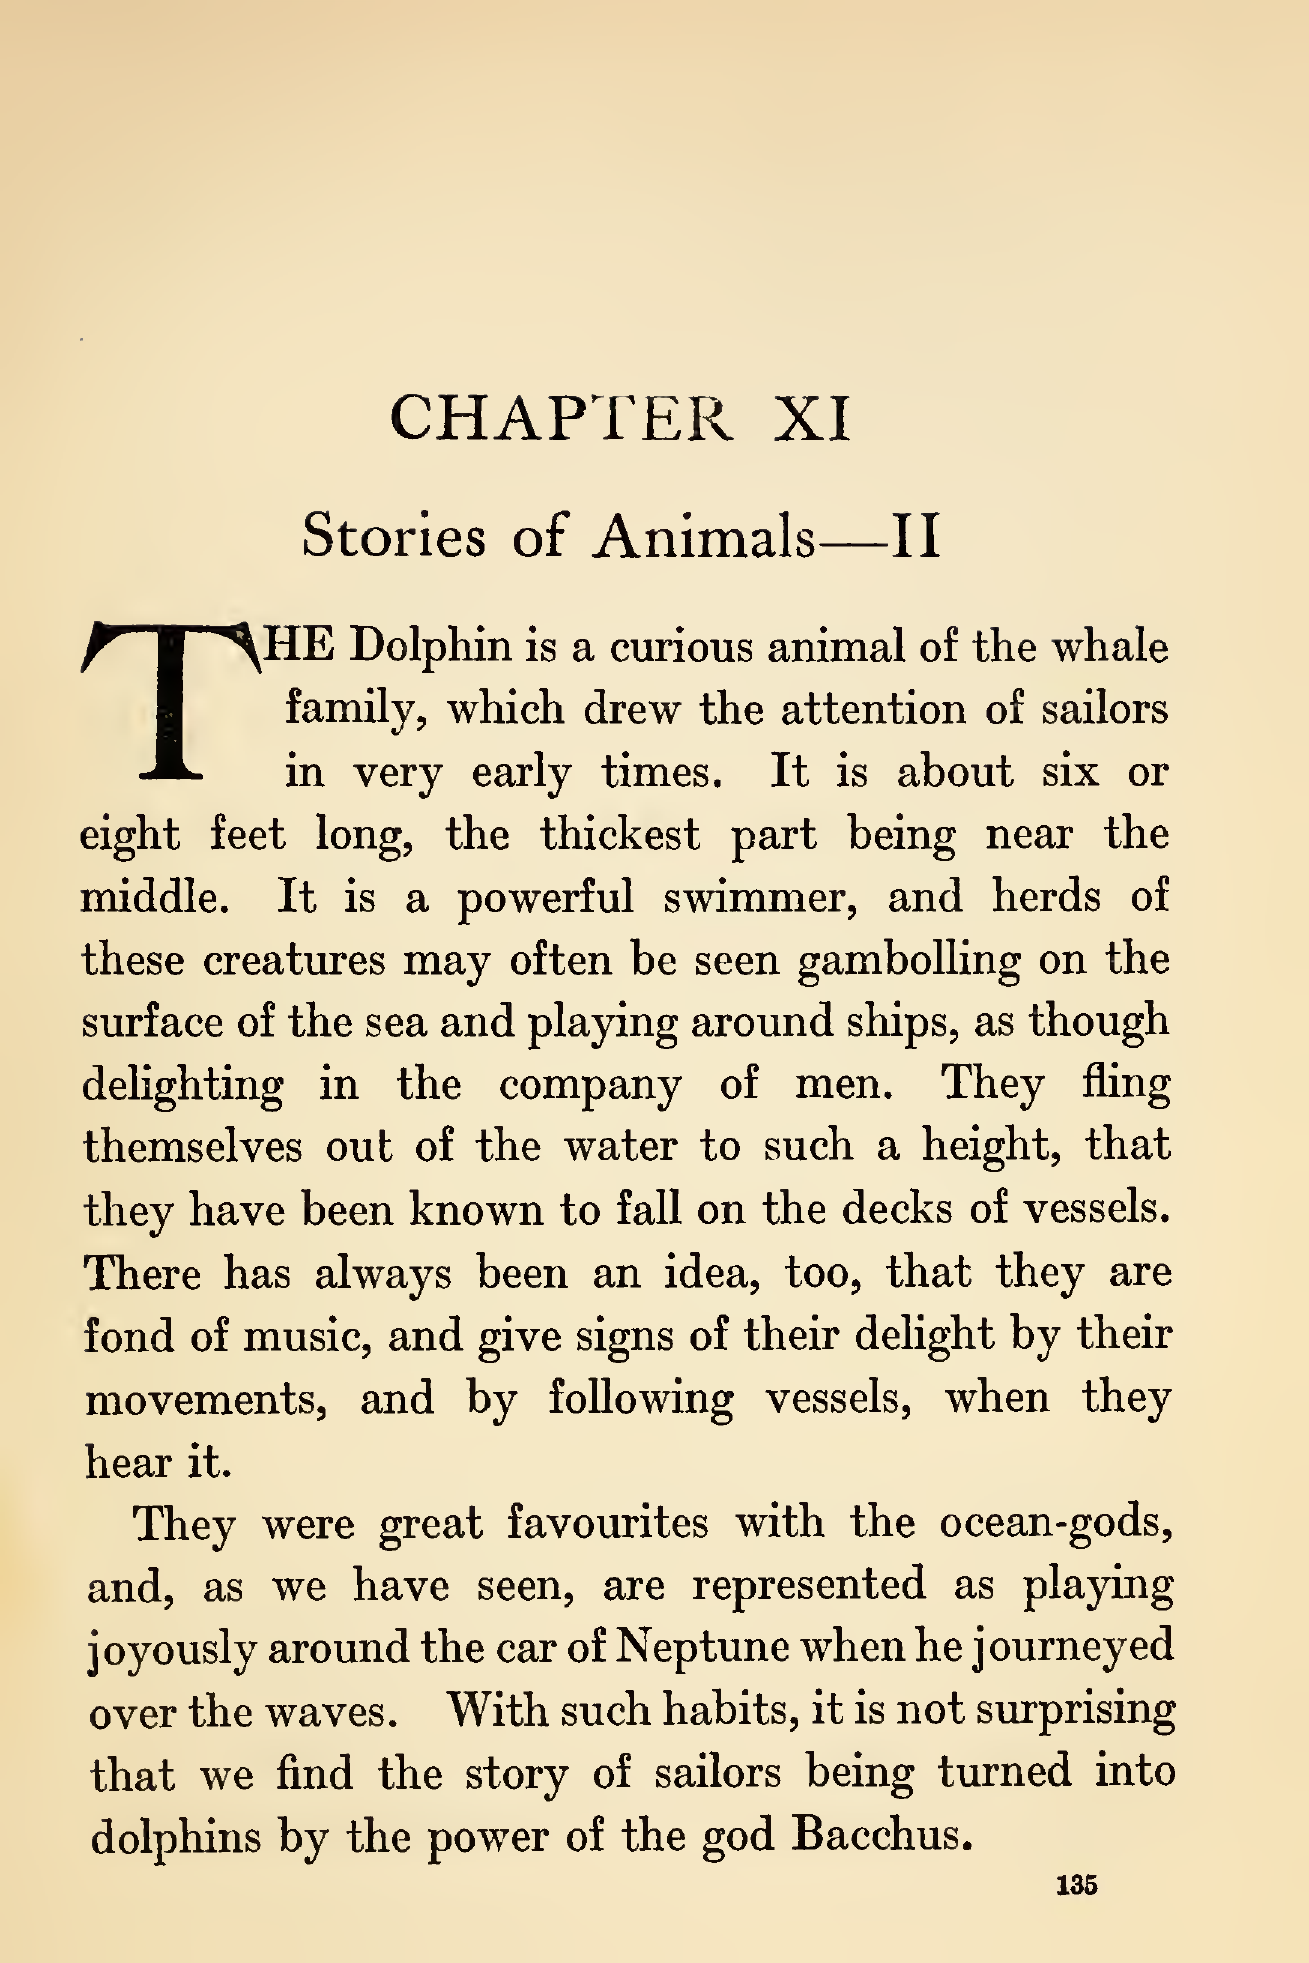 CHAPTER XI
Stories of Animals—II
THE Dolphin is a curious animal of the whale
family, which drew the attention of sailors
in very early times. It is about six or
eight feet long, the thickest part being near the
middle. It is a powerful swimmer, and herds of
these creatures may often be seen gambolling on the
surface of the sea and playing around ships, as though
delighting in the company of men. They fling
themselves out of the water to such a height, that
they have been known to fall on the decks of vessels.
There has always been an idea, too, that they are
fond of music, and give signs of their delight by their
movements, and by following vessels, when they
hear it.
They were great favourites with the ocean-gods,
and, as we have seen, are represented as playing
joyously around the car of Neptune when he journeyed
over the waves. With such habits, it is not surprising
that we find the story of sailors being turned into
dolphins by the power of the god Bacchus.
135